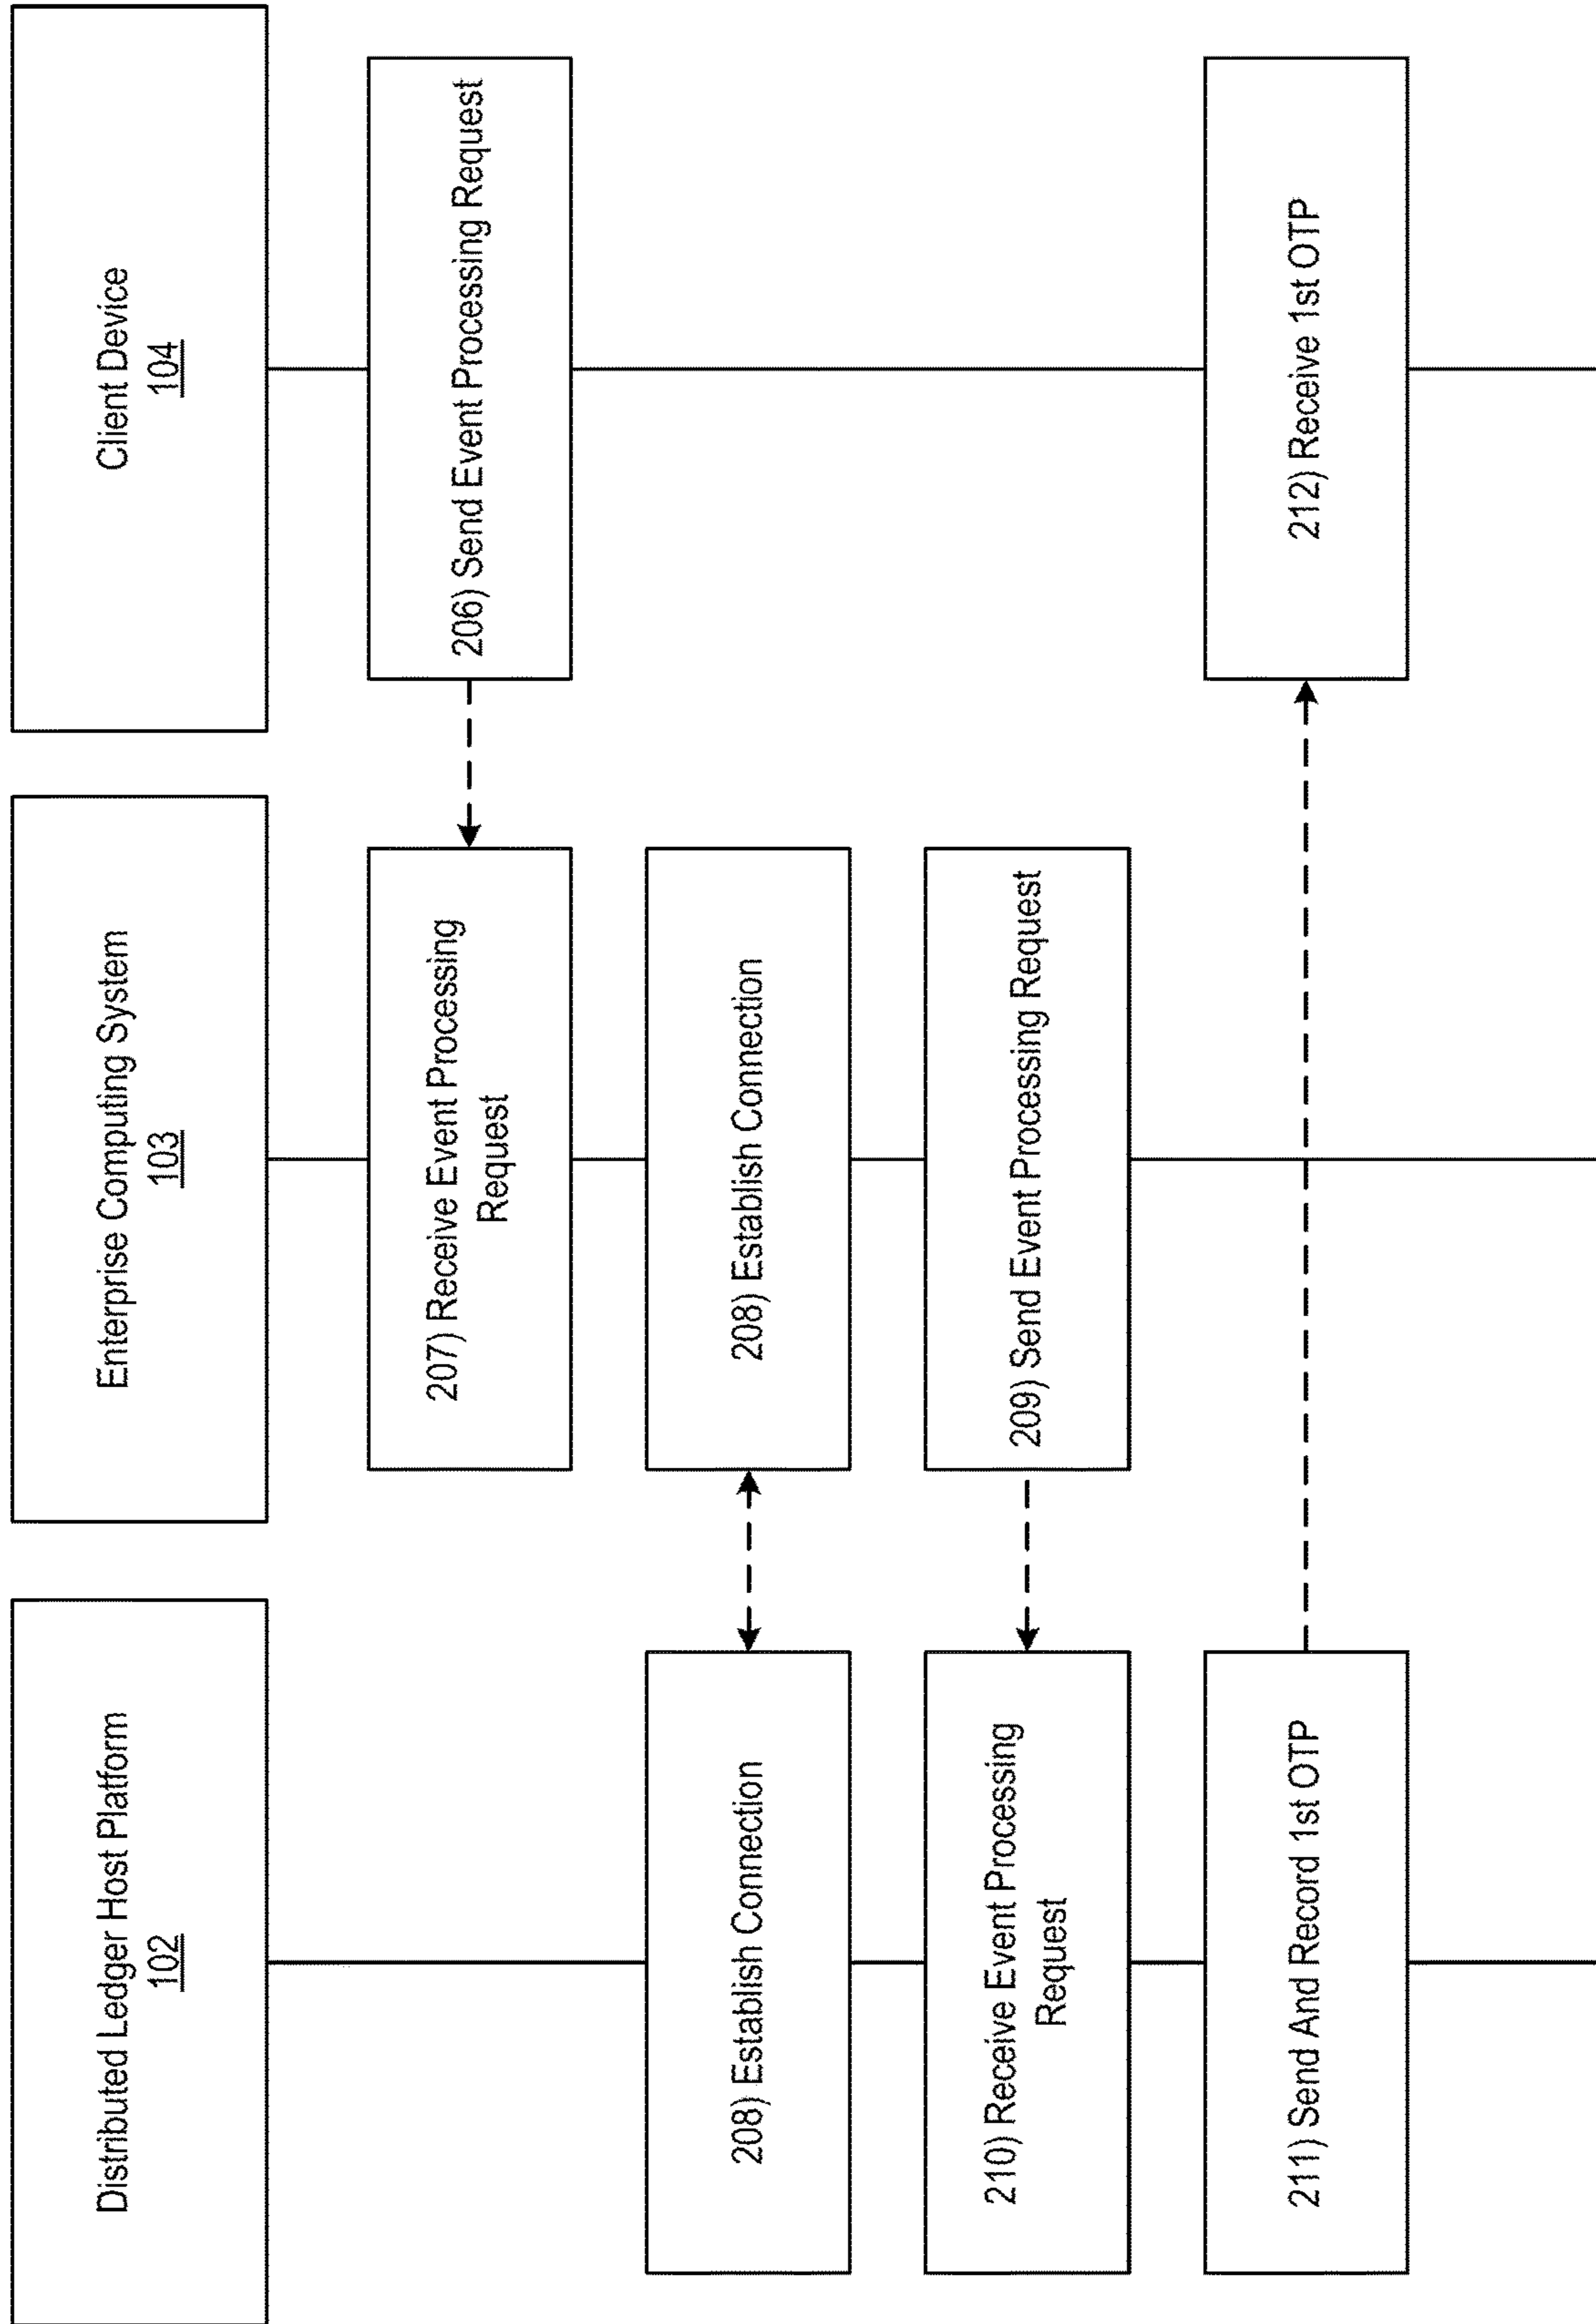 Distributed Ledger Host Platform
102
Enterprise Computing System
103
Client Device
104
207) Receive Event Processing
Request
206) Send Event Processing Request
208) Establish Connection
208) Establish Connection
210) Receive Event Processing
Request
209) Send Event Processing Request
211) Send And Record 1st OTP
212) Receive 1st OTP